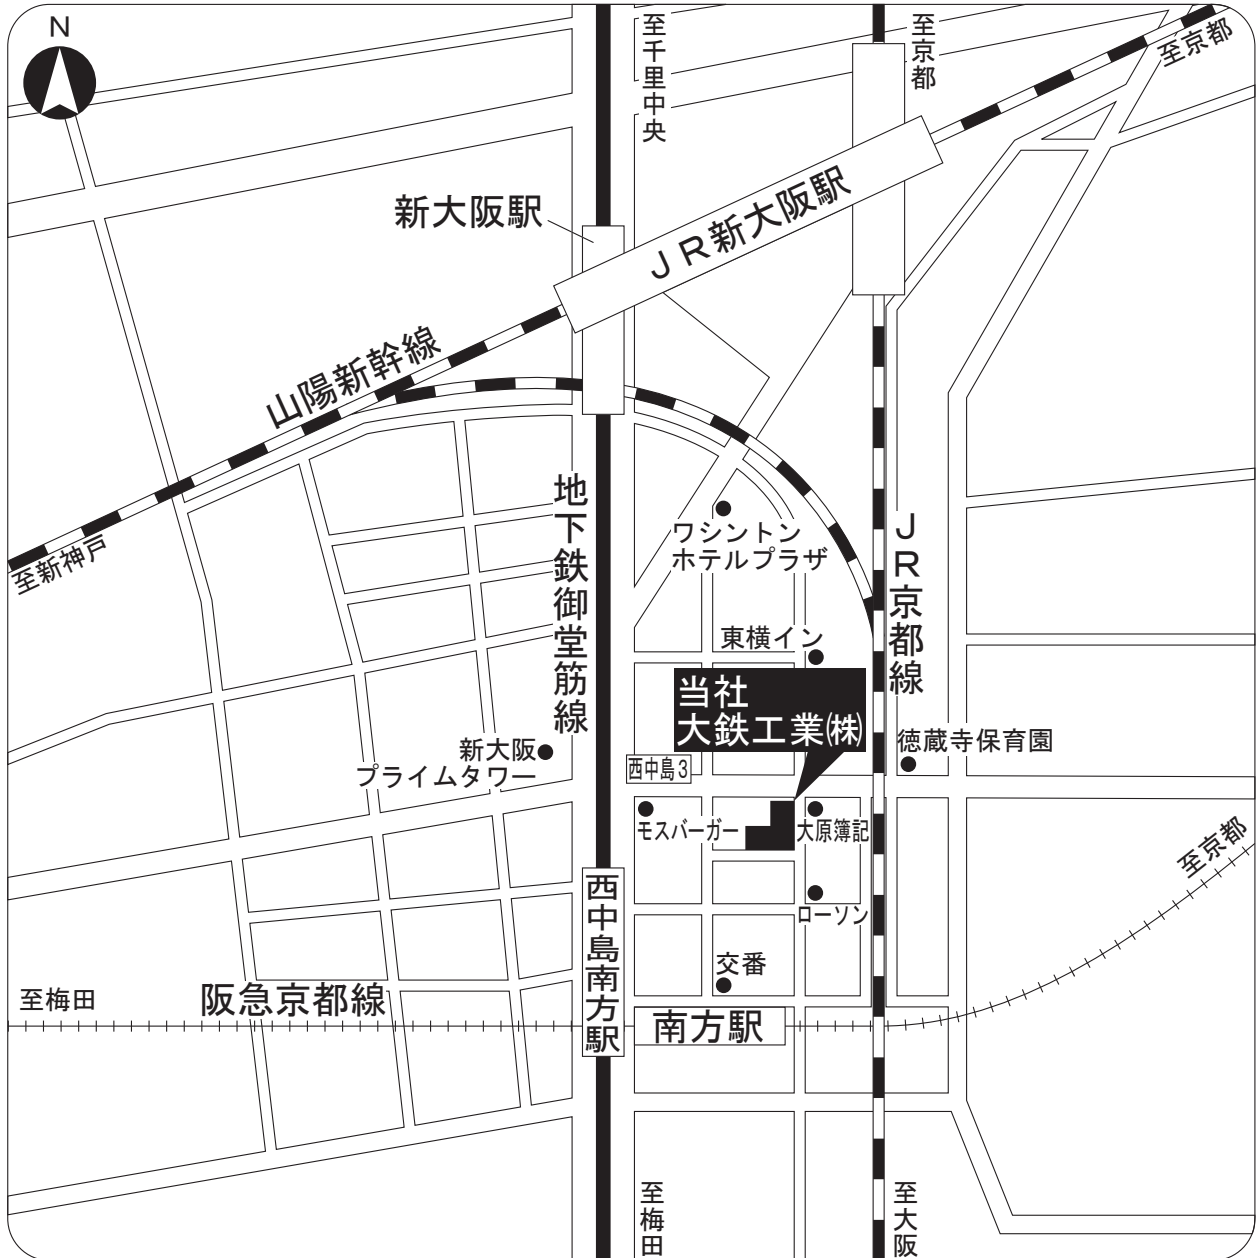 N
至千里中央
至京都
至京都
新大阪駅
JR新大阪駅
山陽新幹線
至新神戸
地下鉄御堂筋線
ワシントン
ホテルプラザ
JR京都線
東横イン
当社
大鉄工業㈱
徳蔵寺保育園
新大阪
プライムタワー
西中島3
モスバーガー
大原簿記
至京都
西中島南方駅
ローソン
交番
至梅田
阪急京都線
南方駅
至梅田
至大阪